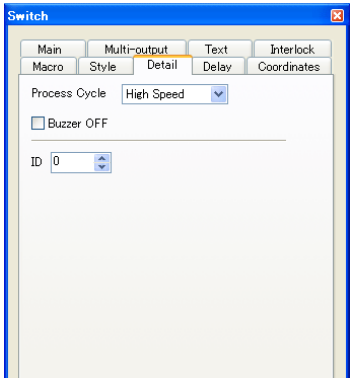 Switch
Main Multi-output Text Interlock
Macro Style Detail Delay Coordinates
Process Cycle High Speed
Buzzer OFF
ID 0